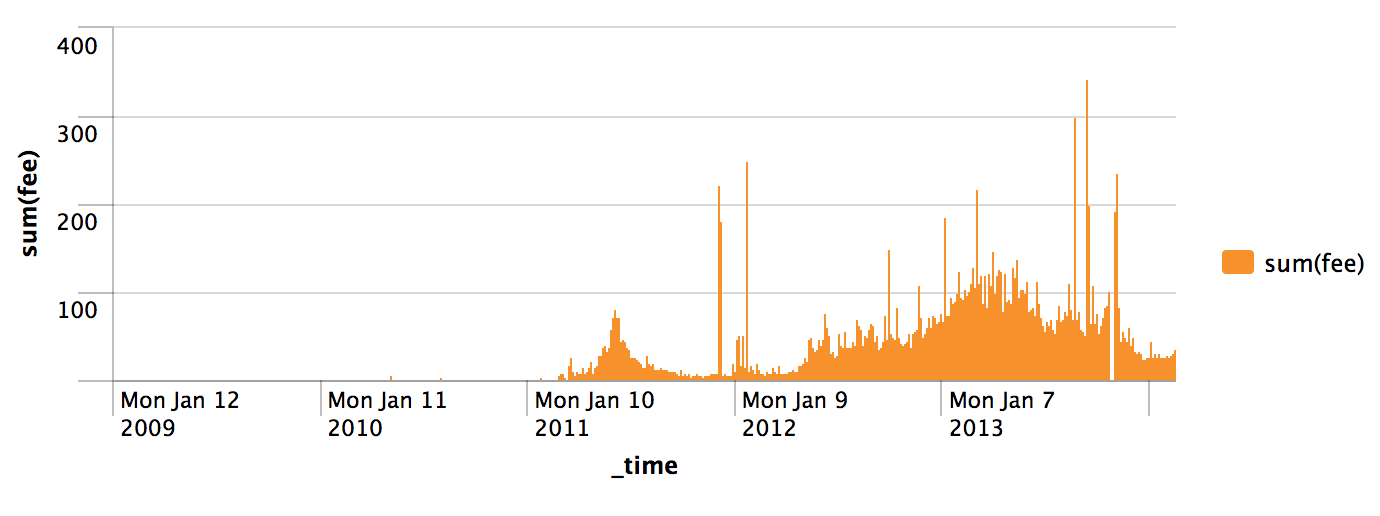 400
300
200
100
sum(fee)
Mon Jan 12
2009
Mon Jan 11
2010
Mon Jan 10
2011
Mon Jan 9
2012
Mon Jan 7
2013
_time
sum(fee)